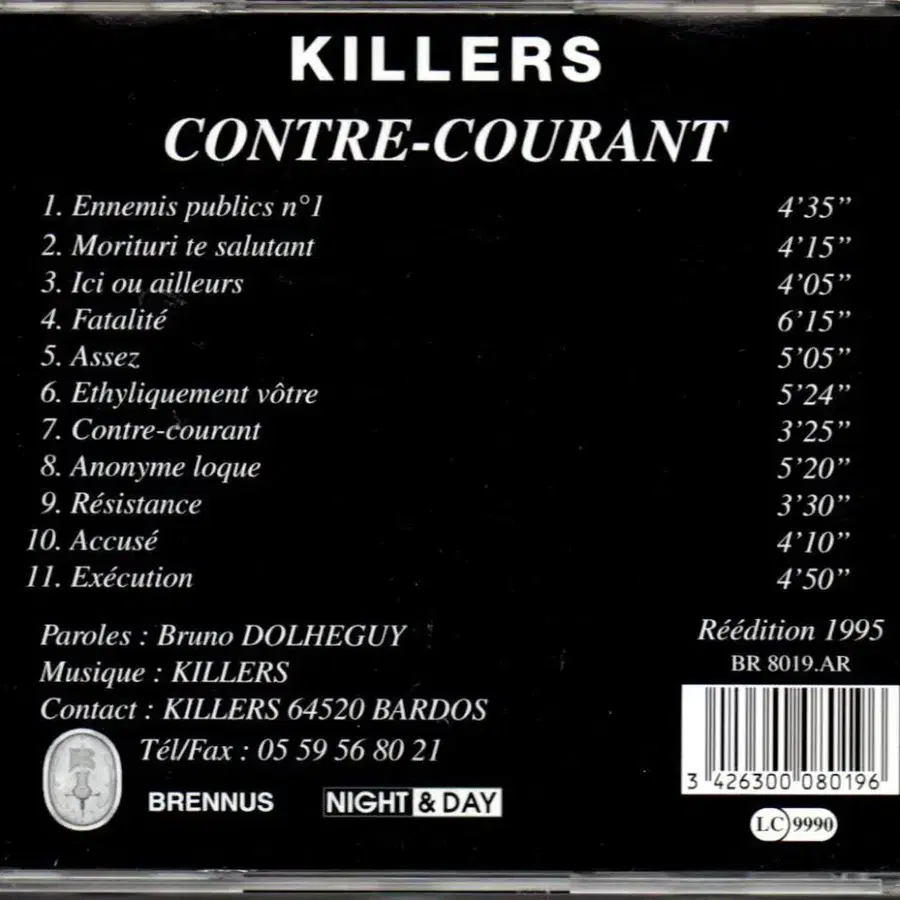 KILLERS
CONTRE-COURANT
1. Ennemis publics n°1 4'35"
2. Morituri te salutant 4'15"
3. Ici ou ailleurs 4'05"
4. Fatalité 6'15"
5. Assez 5'05"
6. Ethyliquement vôtre 5'24"
7. Contre-courant 3'25"
8. Anonyme loque 5'20"
9. Résistance 3'30"
10. Accusé 4'10"
11. Exécution 4'50"
Paroles : Bruno DOLHEGUY
Musique : KILLERS
Contact : KILLERS 64520 BARDOS
Tél/Fax : 05 59 56 80 21
BRENNUS NIGHT & DAY
Réédition 1995
BR 8019.AR
3 426300 080196
LC 9990